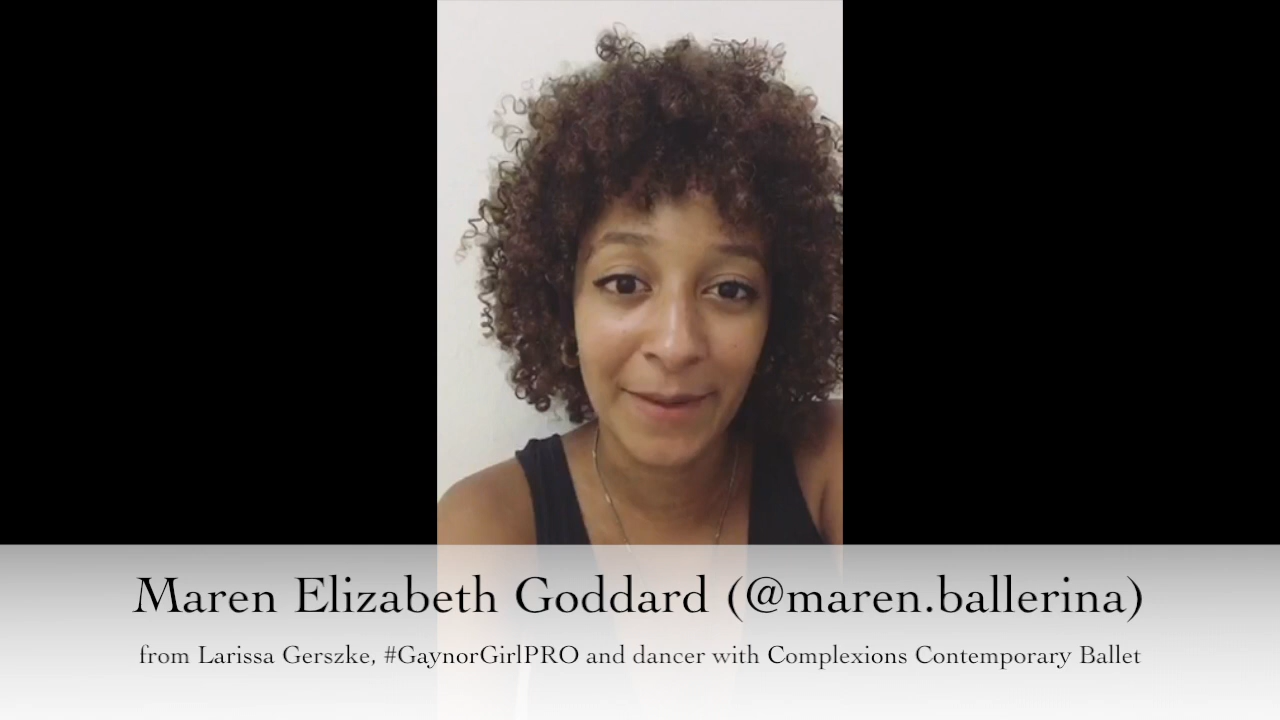 Maren Elizabeth Goddard (@maren.ballerina)
from Larissa Gerszke, #GaynorGirlPRO and dancer with Complexions Contemporary Ballet